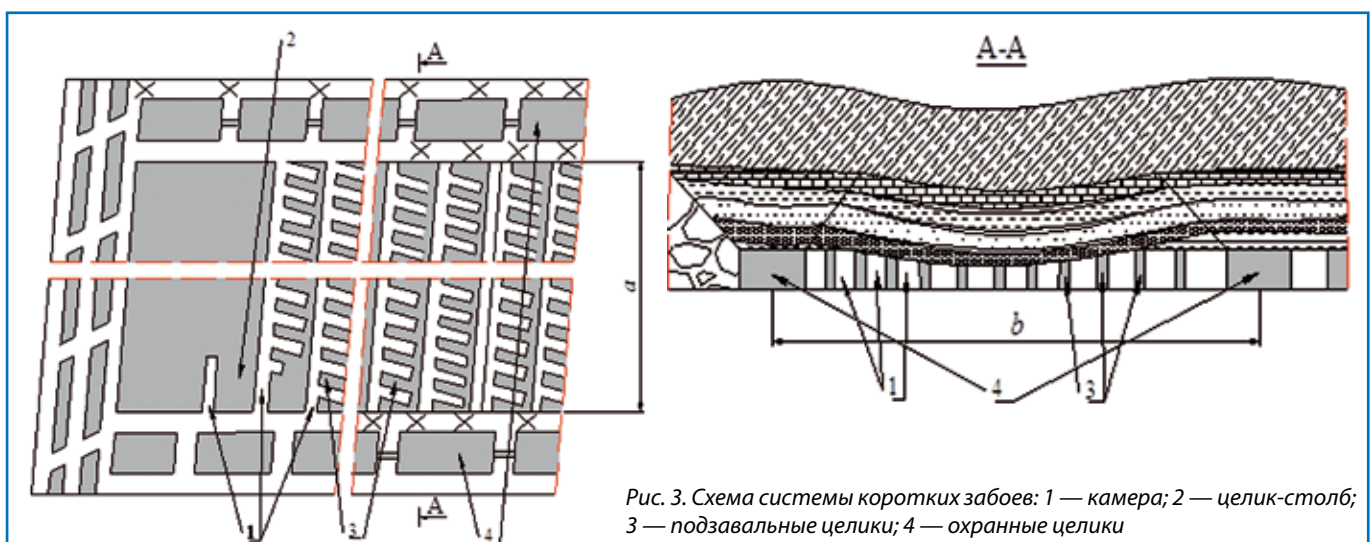 2
A
A-A
a
b
1
4
3
1
3
4
A
Рис. 3. Схема системы коротких забоев: 1 — камера; 2 — целик-столб;
3 — подзавальные целики; 4 — охранные целики